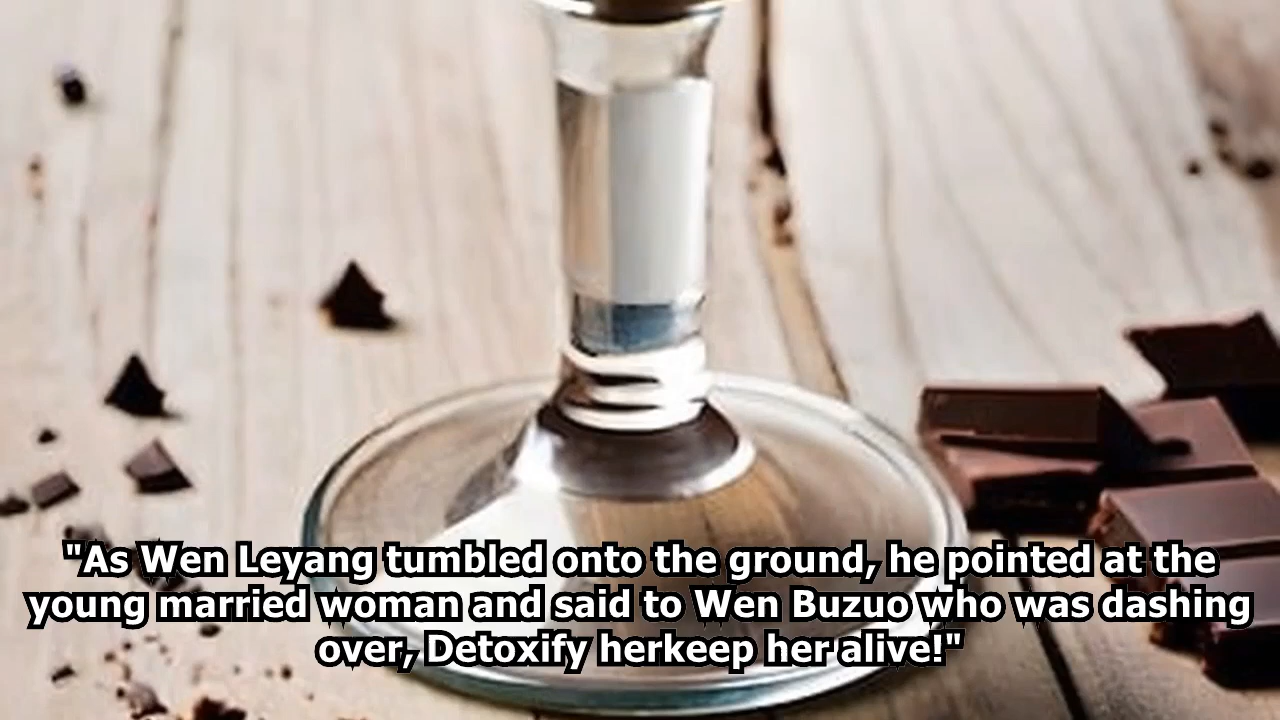 "As Wen Leyang tumbled onto the ground, he pointed at the
young married woman and said to Wen Buzuo who was dashing
over, Detoxify herkeep her alive!"